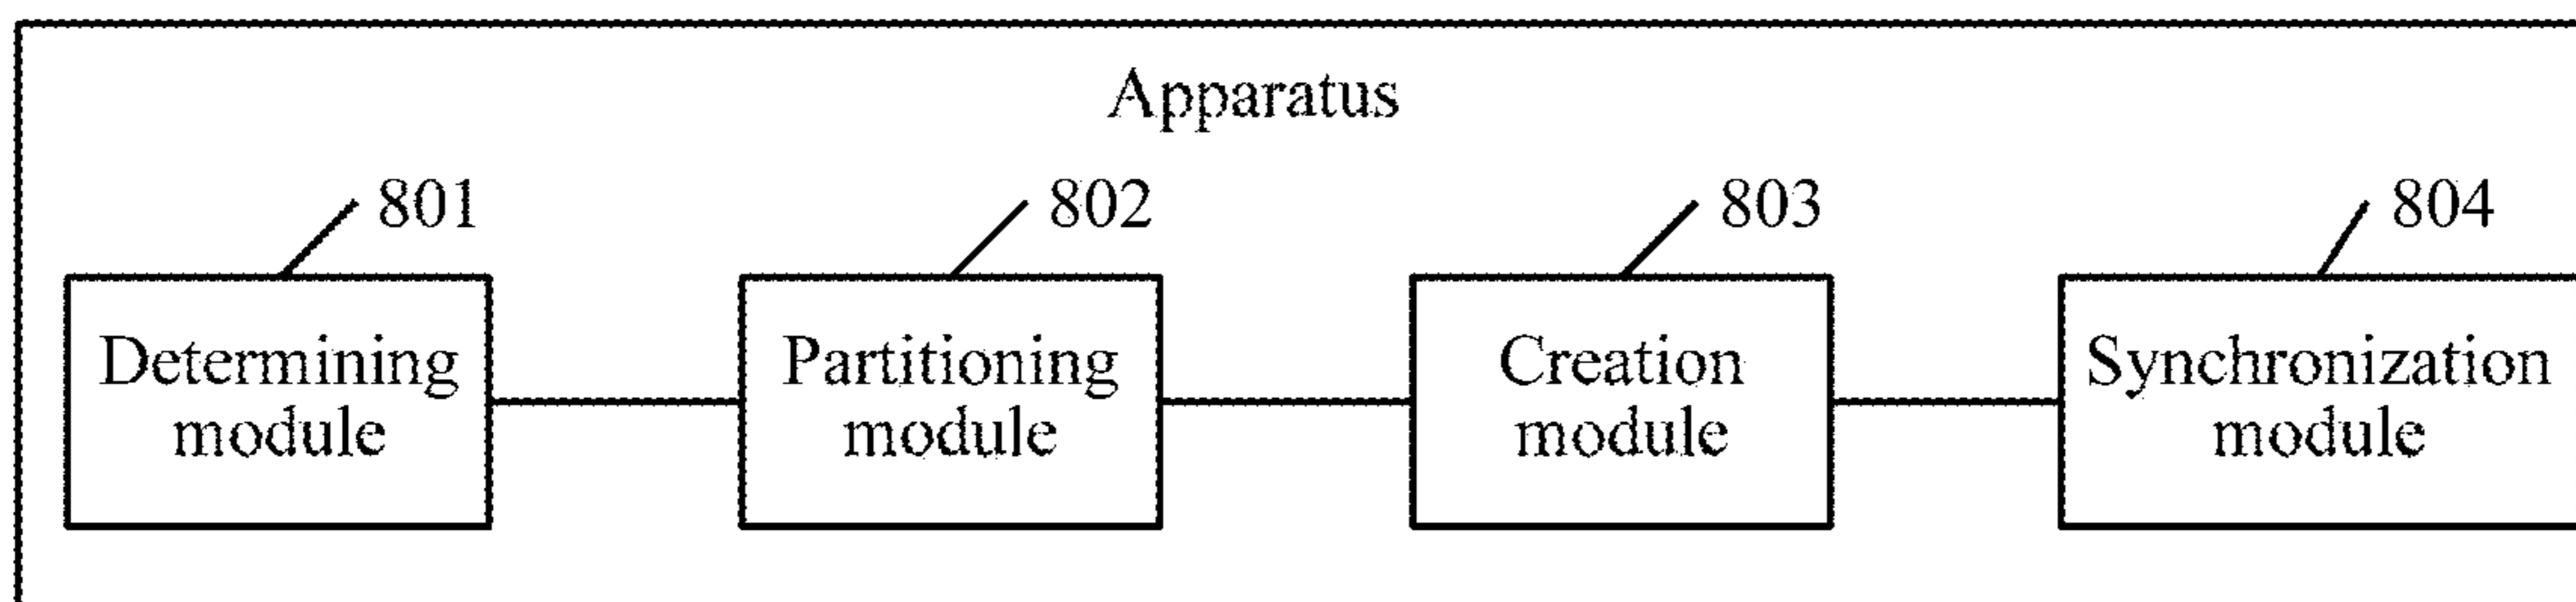 Apparatus
801
802
803
804
Determining
module
Partitioning
module
Creation
module
Synchronization
module